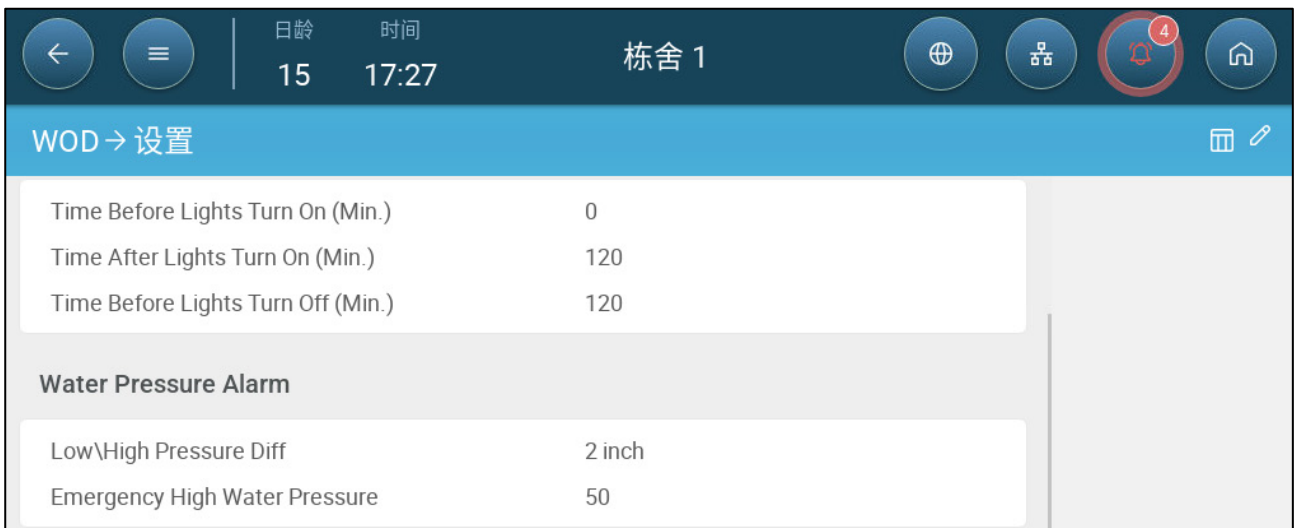 日龄 时间
4
15 17:27 栋舍 1
WOD→设置
Time Before Lights Turn On (Min.) 0
Time After Lights Turn On (Min.) 120
Time Before Lights Turn Off (Min.) 120
Water Pressure Alarm
Low\High Pressure Diff 2 inch
Emergency High Water Pressure 50